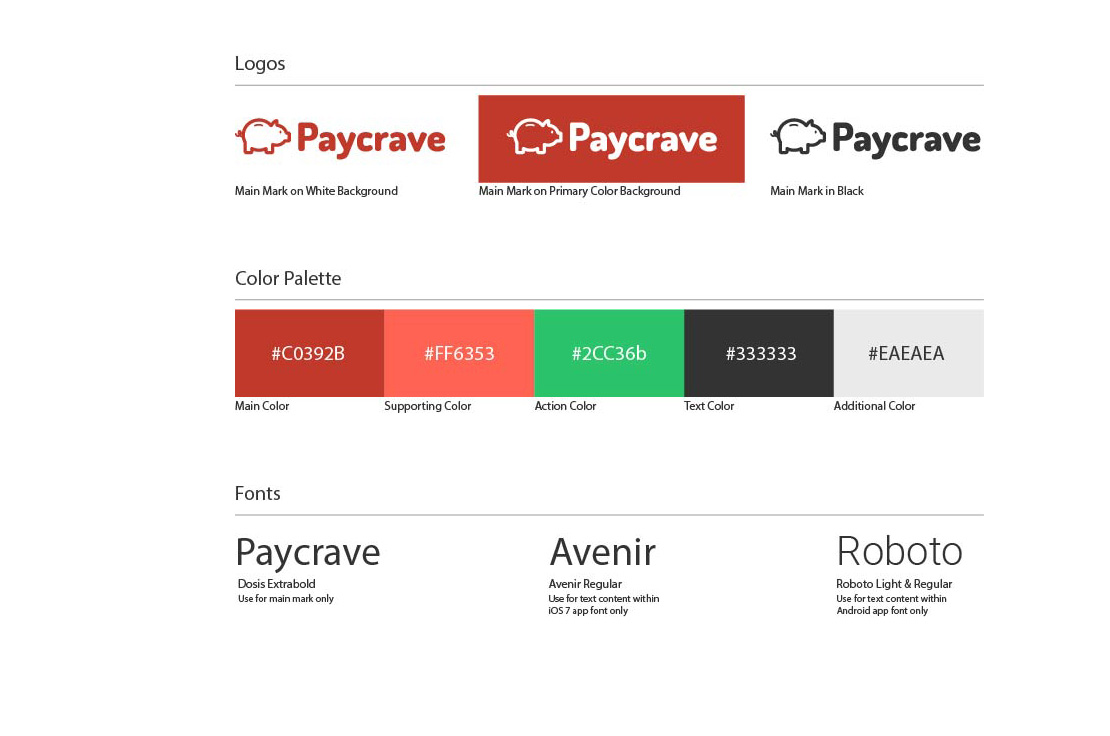 Logos
Paycrave
Paycrave
Paycrave
Main Mark on White Background
Main Mark on Primary Color Background
Main Mark in Black
Color Palette
#C0392B
#FF6353
#2CC36b
#333333
#EAEAEA
Main Color
Supporting Color
Action Color
Text Color
Additional Color
Fonts
Paycrave
Dosis Extrabold
Use for main mark only
Avenir
Avenir Regular
Use for text content within
iOS 7 app font only
Roboto
Roboto Light & Regular
Use for text content within
Android app font only